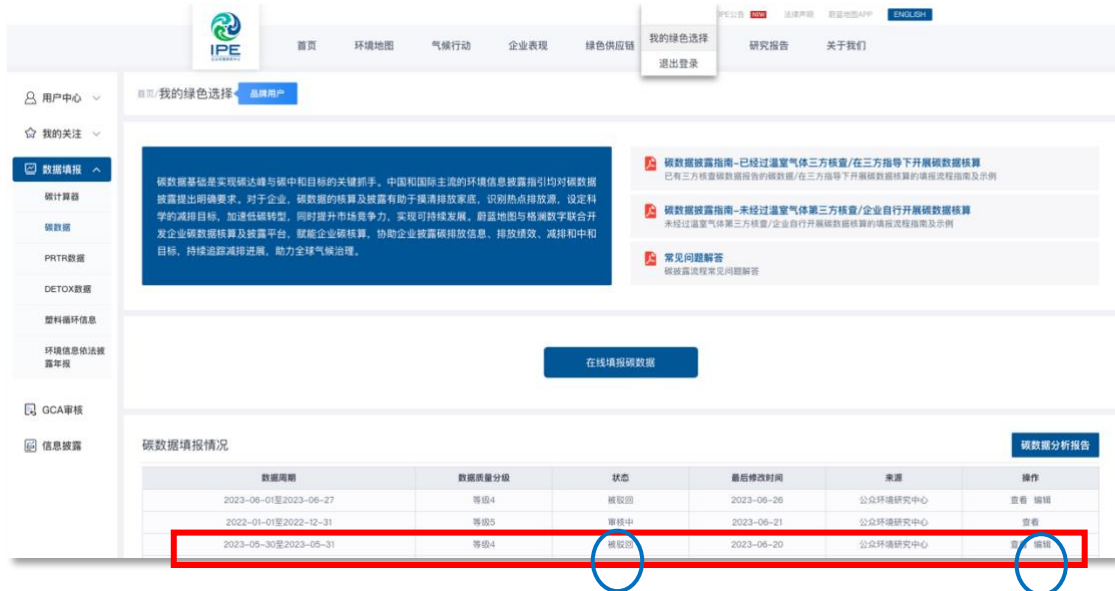 IPE公告 NEW 法律声明 蔚蓝地图APP ENGLISH
IPE
首页 环境地图 气候行动 企业表现 绿色供应链 我的绿色选择 研究报告 关于我们
退出登录
用户中心
首页/我的绿色选择 品牌用户
我的关注
数据填报
碳计算器
碳数据
PRTR数据
DETOX数据
塑料循环信息
环境信息依法披
露年报
GCA审核
信息披露
碳数据基础是实现碳达峰与碳中和目标的关键抓手。中国和国际主流的环境信息披露指引均对碳数据
披露提出明确要求。对于企业，碳数据的核算及披露有助于摸清排放家底，识别热点排放源，设定科
学的减排目标，加速低碳转型，同时提升市场竞争力，实现可持续发展。蔚蓝地图与格澜数字联合开
发企业碳数据核算及披露平台，赋能企业碳核算，协助企业披露碳排放信息、排放绩效、减排和中和
目标，持续追踪减排进展，助力全球气候治理。
碳数据披露指南-已经过温室气体三方核查/在三方指导下开展碳数据核算
已有三方核查碳数据报告的碳数据/在三方指导下开展碳数据核算的填报流程指南及示例
碳数据披露指南-未经过温室气体第三方核查/企业自行开展碳数据核算
未经过温室气体第三方核查/企业自行开展碳数据核算的填报流程指南及示例
常见问题解答
碳披露流程常见问题解答
在线填报碳数据
碳数据填报情况 碳数据分析报告
数据周期 数据质量分级 状态 最后修改时间 来源 操作
2023-06-01至2023-06-27 等级4 被驳回 2023-06-26 公众环境研究中心 查看 编辑
2022-01-01至2022-12-31 等级5 审核中 2023-06-21 公众环境研究中心 查看
2023-05-30至2023-05-31 等级4 被驳回 2023-06-20 公众环境研究中心 查看 编辑